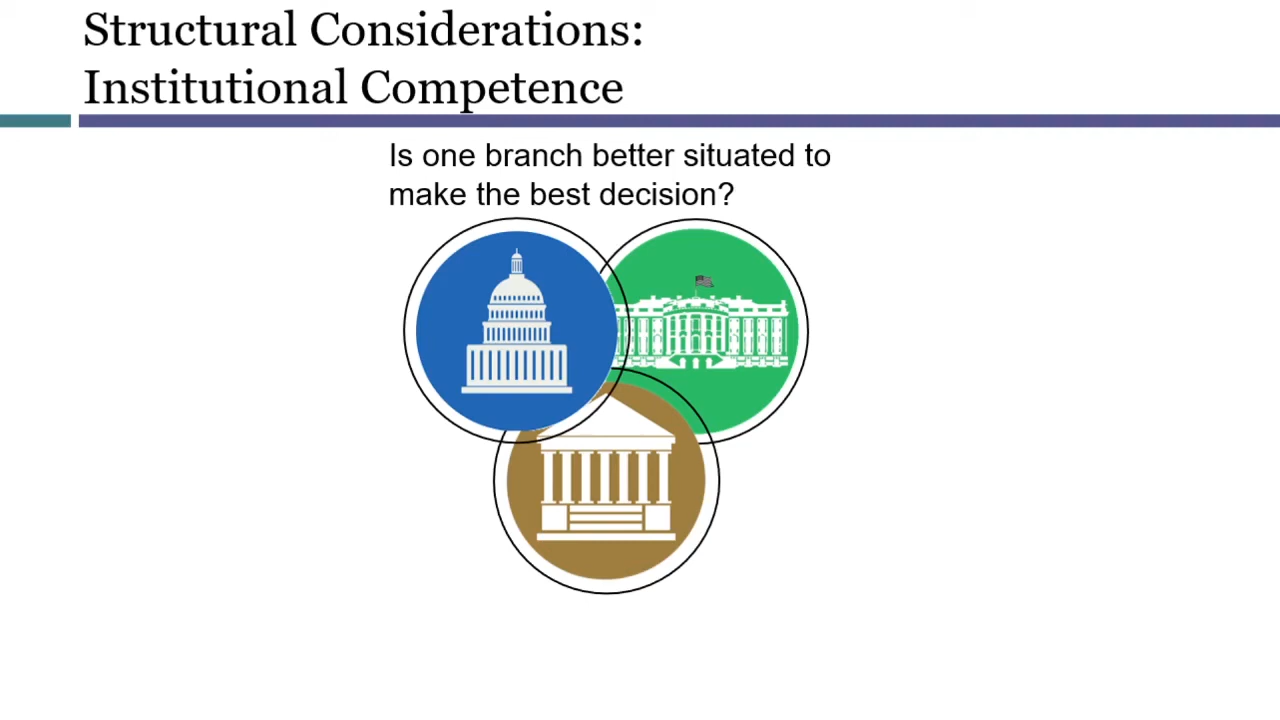 Structural Considerations:
Institutional Competence
Is one branch better situated to
make the best decision?